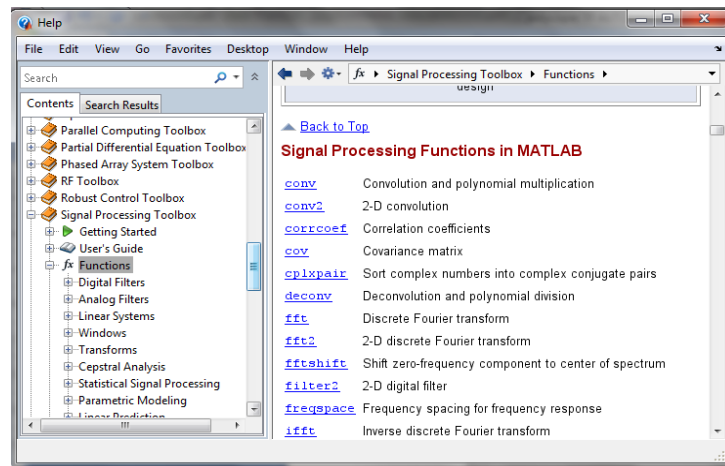 Help
File Edit View Go Favorites Desktop Window Help
Search
fx Signal Processing Toolbox Functions
Contents Search Results
Parallel Computing Toolbox
Partial Differential Equation Toolbox
Phased Array System Toolbox
RF Toolbox
Robust Control Toolbox
Signal Processing Toolbox
Getting Started
User's Guide
fx Functions
Digital Filters
Analog Filters
Linear Systems
Windows
Transforms
Cepstral Analysis
Statistical Signal Processing
Parametric Modeling
Linear Prediction
design
Back to Top
Signal Processing Functions in MATLAB
conv Convolution and polynomial multiplication
conv2 2-D convolution
corrcoef Correlation coefficients
cov Covariance matrix
cplxpair Sort complex numbers into complex conjugate pairs
deconv Deconvolution and polynomial division
fft Discrete Fourier transform
fft2 2-D discrete Fourier transform
fftshift Shift zero-frequency component to center of spectrum
filter2 2-D digital filter
freqspace Frequency spacing for frequency response
ifft Inverse discrete Fourier transform